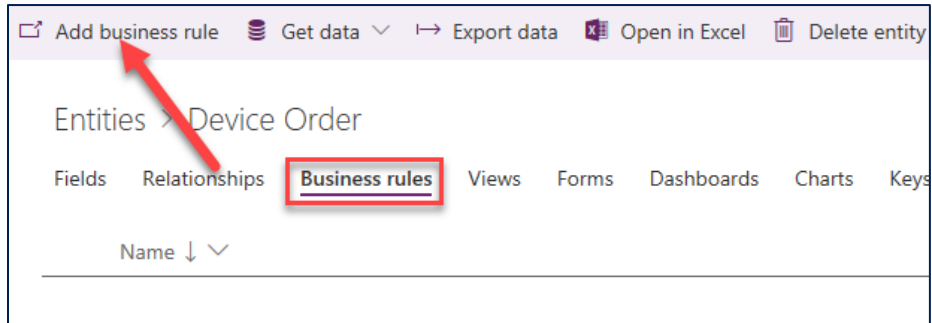 Add business rule Get data Export data Open in Excel Delete entity
Entities > Device Order
Fields Relationships Business rules Views Forms Dashboards Charts Keys
Name ↓